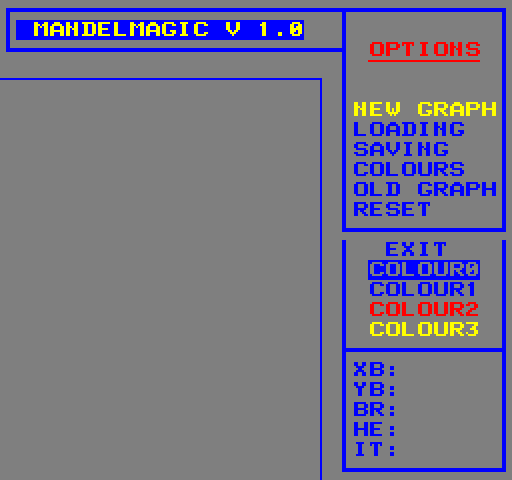 MANDELMAGIC V 1.0
OPTIONS
NEW GRAPH
LOADING
SAVING
COLOURS
OLD GRAPH
RESET
EXIT
COLOUR0
COLOUR1
COLOUR2
COLOUR3
XB:
YB:
BR:
HE:
IT: